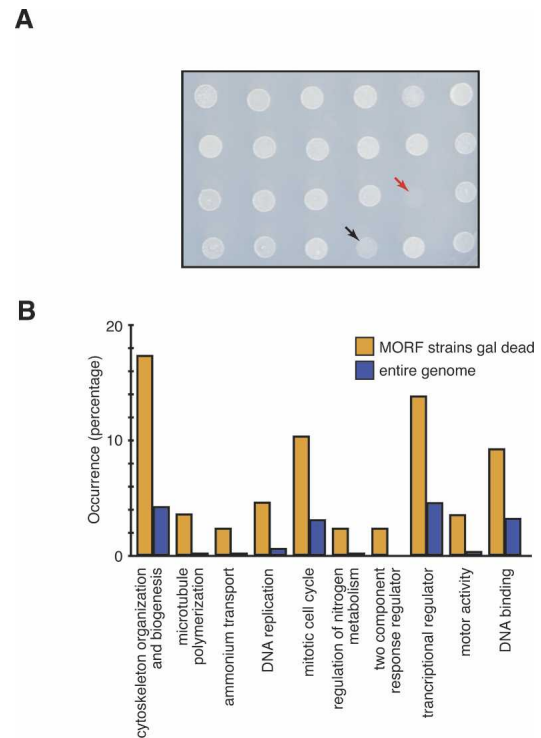 A
B
20
10
0
Occurrence (percentage)
MORF strains gal dead
entire genome
cytoskeleton organization
and biogenesis
microtubule
polymerization
ammonium transport
DNA replication
mitotic cell cycle
regulation of nitrogen
metabolism
two component
response regulator
trancriptional regulator
motor activity
DNA binding